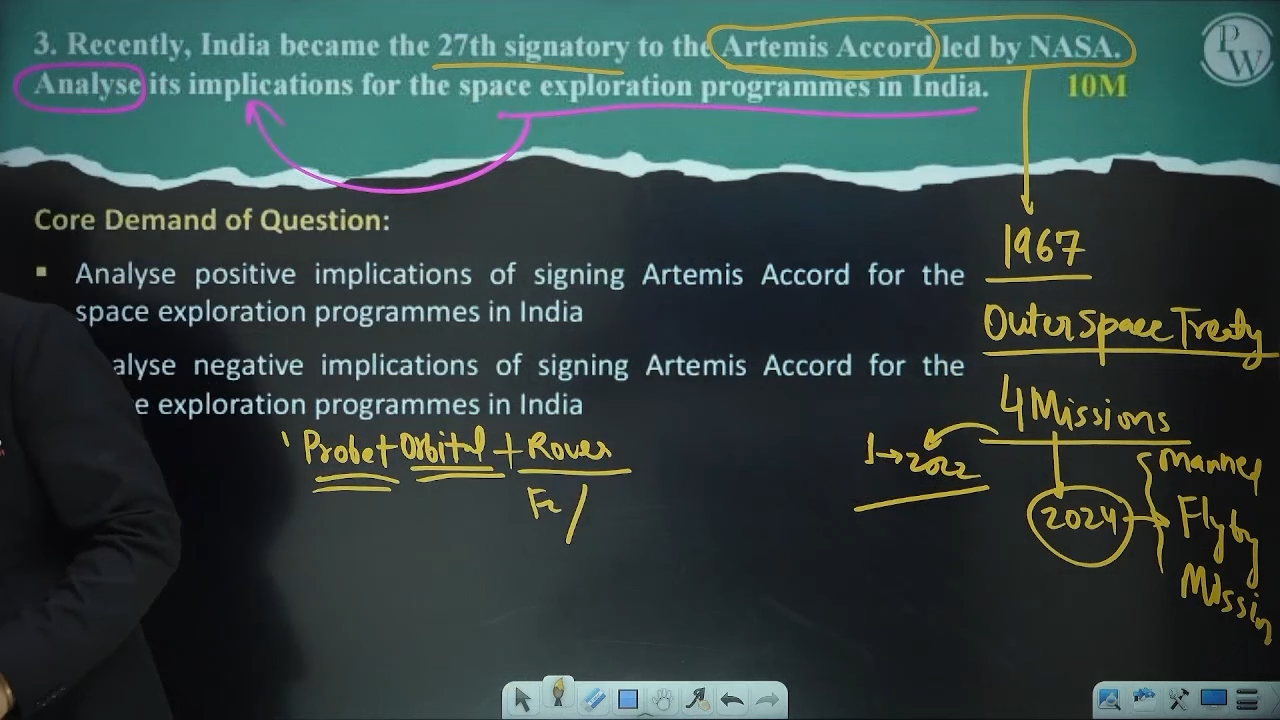 3. Recently, India became the 27th signatory to the Artemis Accord led by NASA.
Analyse its implications for the space exploration programmes in India. 10M
PW
Core Demand of Question:
▪ Analyse positive implications of signing Artemis Accord for the
space exploration programmes in India
alyse negative implications of signing Artemis Accord for the
e exploration programmes in India
Probe + Orbital + Rover
1967
Outer Space Treaty
4 Missions
1→2022
2024
Manned
Flyby
Mission